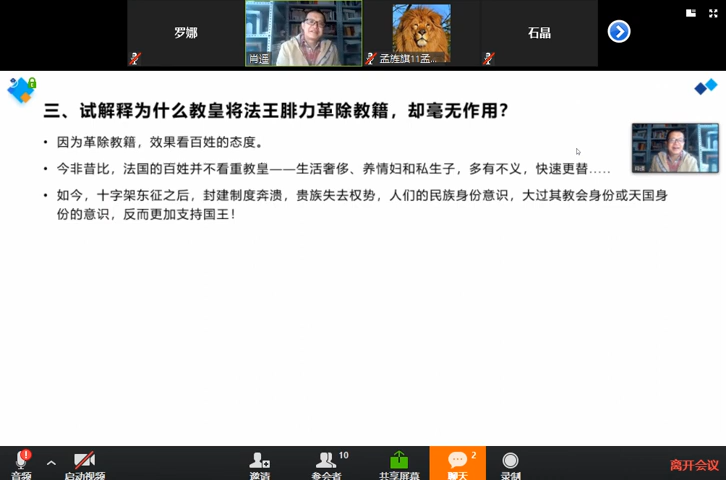 罗娜
肖遥
孟旌旗11孟...
石晶
三、试解释为什么教皇将法王腓力革除教籍，却毫无作用？
肖遥
• 因为革除教籍，效果看百姓的态度。
• 今非昔比，法国的百姓并不看重教皇——生活奢侈、养情妇和私生子，多有不义，快速更替.....
• 如今，十字架东征之后，封建制度奔溃，贵族失去权势，人们的民族身份意识，大过其教会身份或天国身
份的意识，反而更加支持国王！
音频
启动视频
邀请
10
参会者
共享屏幕
2
聊天
录制
离开会议